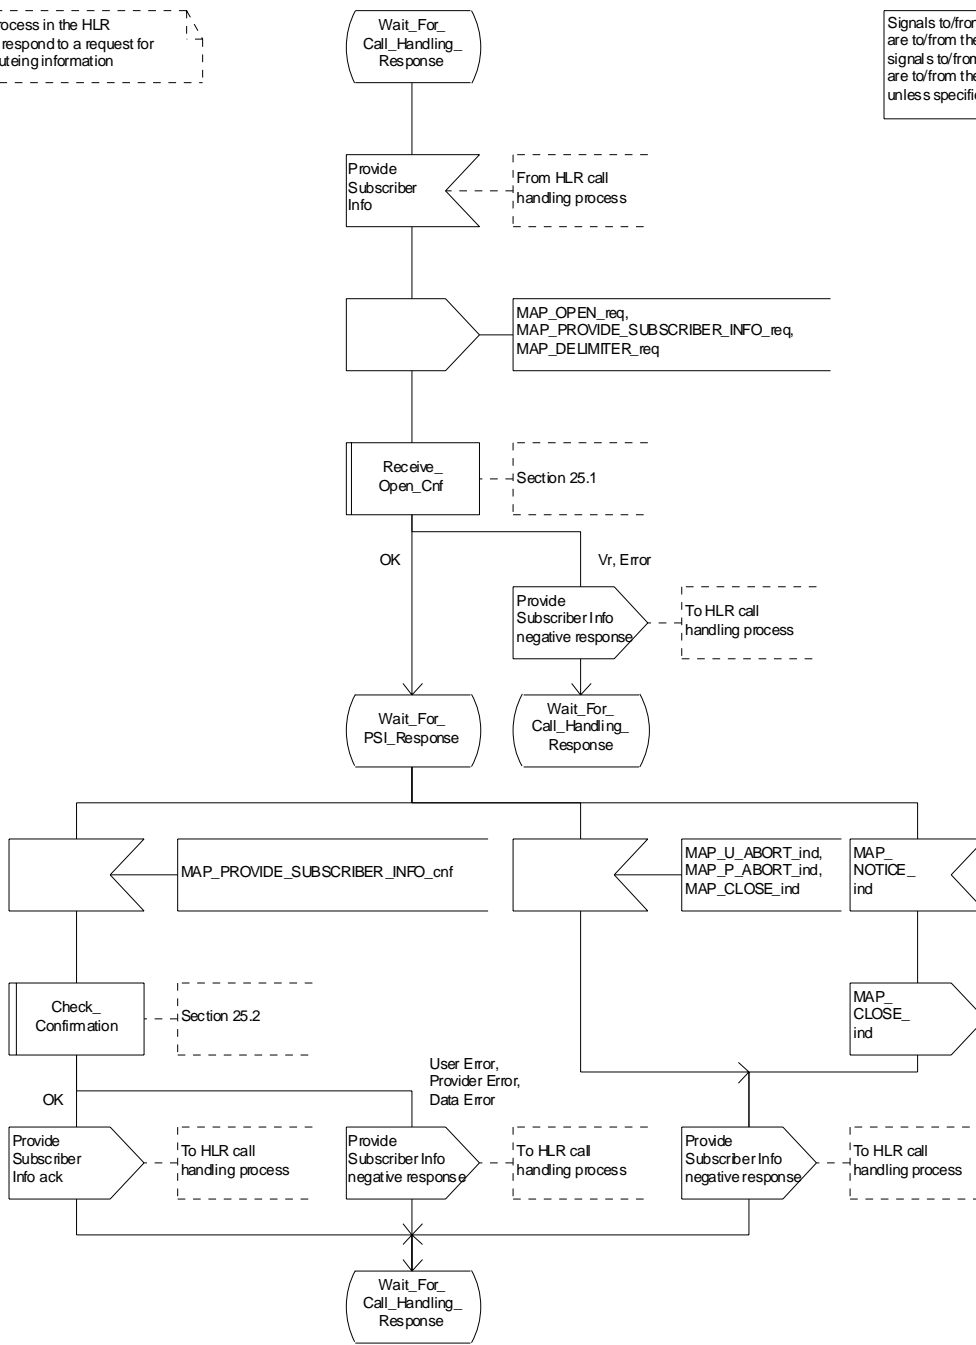 ocess in the HLR
respond to a request for
uteing information
Wait_For_
Call_Handling_
Response
Signals to/from
are to/from the
signals to/from
are to/from the
unless specifie
Provide
Subscriber
Info
From HLR call
handling process
MAP_OPEN_req,
MAP_PROVIDE_SUBSCRIBER_INFO_req,
MAP_DELIMITER_req
Receive_
Open_Cnf
Section 25.1
OK
Vr, Error
Provide
Subscriber Info
negative response
To HLR call
handling process
Wait_For_
PSI_Response
Wait_For_
Call_Handling_
Response
MAP_PROVIDE_SUBSCRIBER_INFO_cnf
MAP_U_ABORT_ind,
MAP_P_ABORT_ind,
MAP_CLOSE_ind
MAP_
NOTICE_
ind
Check_
Confirmation
Section 25.2
MAP_
CLOSE_
ind
OK
User Error,
Provider Error,
Data Error
Provide
Subscriber
Info ack
To HLR call
handling process
Provide
Subscriber Info
negative response
To HLR call
handling process
Provide
Subscriber Info
negative response
To HLR call
handling process
Wait_For_
Call_Handling_
Response